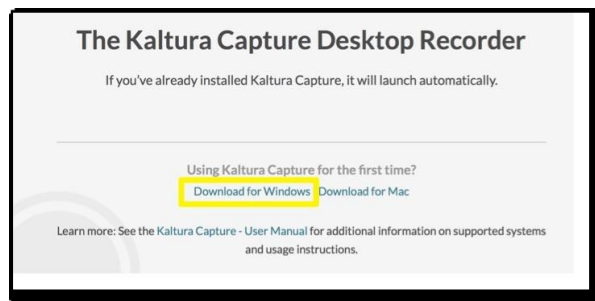 The Kaltura Capture Desktop Recorder
If you've already installed Kaltura Capture, it will launch automatically.
Using Kaltura Capture for the first time?
Download for Windows Download for Mac
Learn more: See the Kaltura Capture - User Manual for additional information on supported systems
and usage instructions.